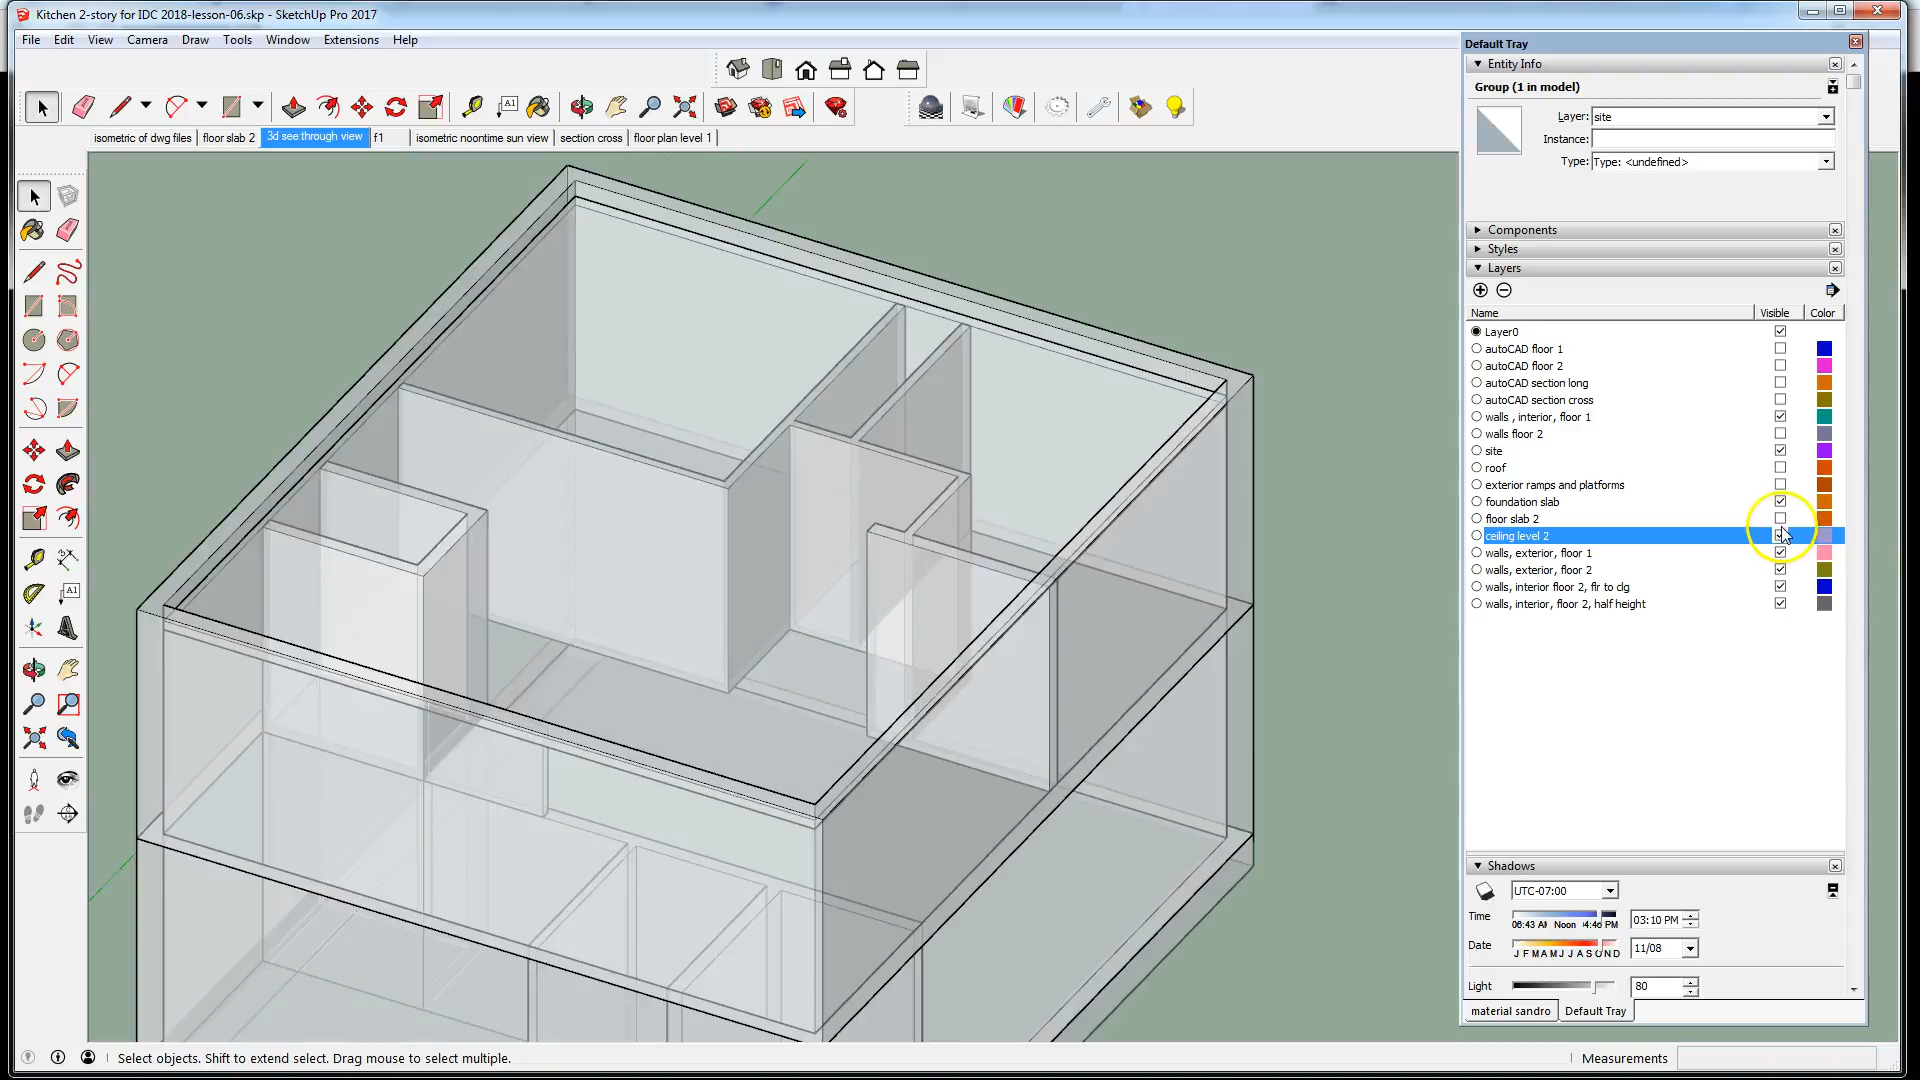 Kitchen 2-story for IDC 2018-lesson-06.skp - SketchUp Pro 2017
File Edit View Camera Draw Tools Window Extensions Help
Default Tray
Entity Info
Group (1 in model)
Layer: site
Instance:
Type: Type: <undefined>
A1
isometric of dwg files floor slab 2 3d see through view f1 isometric noontime sun view section cross floor plan level 1
Components
Styles
Layers
Name Visible Color
Layer0
autoCAD floor 1
autoCAD floor 2
autoCAD section long
autoCAD section cross
walls , interior, floor 1
walls floor 2
site
roof
exterior ramps and platforms
foundation slab
floor slab 2
ceiling level 2
walls, exterior, floor 1
walls, exterior, floor 2
walls, interior floor 2, flr to clg
walls, interior, floor 2, half height
A1
Shadows
UTC-07:00
Time 03:10 PM
06:43 AM Noon 4:46 PM
Date 11/08
J F M A M J J A S O N D
Light 80
material sandro Default Tray
Select objects. Shift to extend select. Drag mouse to select multiple.
Measurements